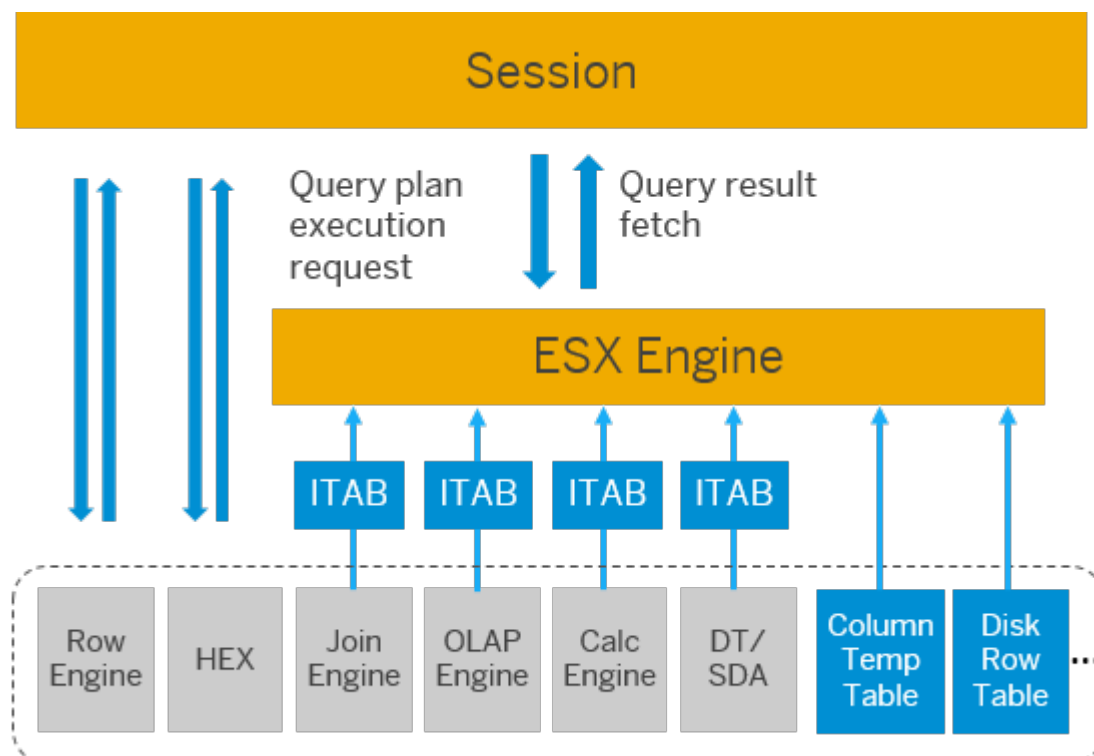 Session
Query plan
execution
request
Query result
fetch
ESX Engine
ITAB
ITAB
ITAB
ITAB
Row
Engine
HEX
Join
Engine
OLAP
Engine
Calc
Engine
DT/
SDA
Column
Temp
Table
Disk
Row
Table
...